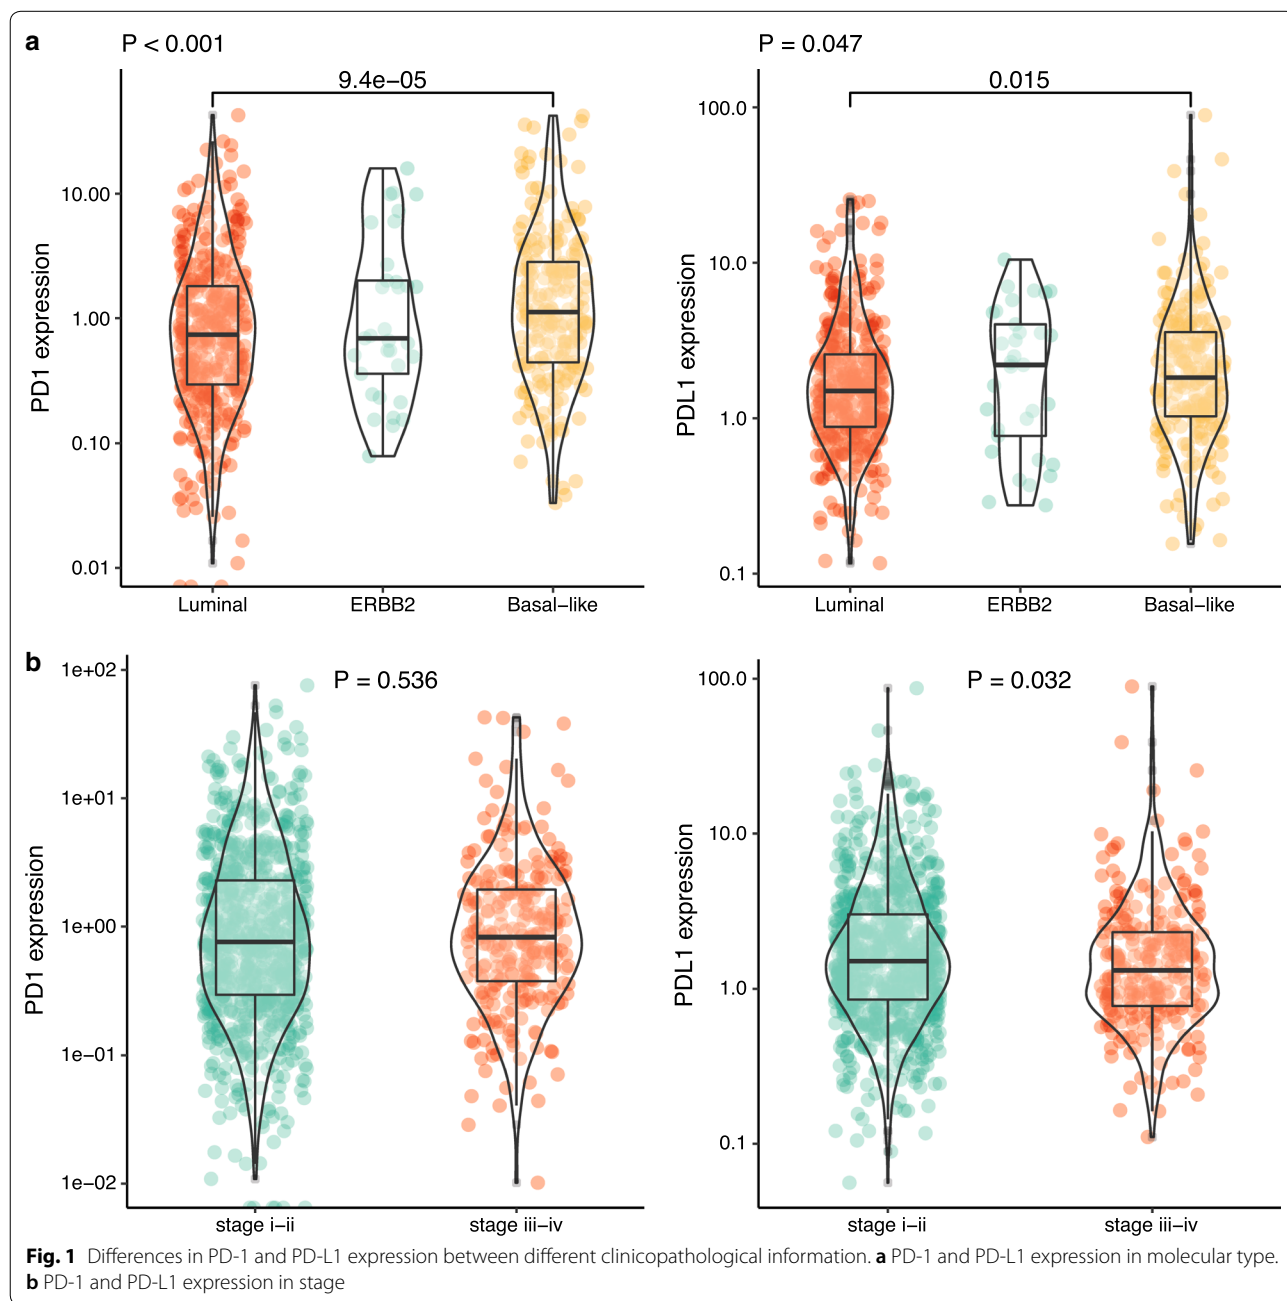 a
P < 0.001
9.4e−05
PD1 expression
10.00
1.00
0.10
0.01
Luminal
ERBB2
Basal−like
P = 0.047
0.015
PDL1 expression
100.0
10.0
1.0
0.1
Luminal
ERBB2
Basal−like
b
P = 0.536
PD1 expression
1e+02
1e+01
1e+00
1e−01
1e−02
stage i−ii
stage iii−iv
P = 0.032
PDL1 expression
100.0
10.0
1.0
0.1
stage i−ii
stage iii−iv
Fig. 1 Differences in PD-1 and PD-L1 expression between different clinicopathological information. a PD-1 and PD-L1 expression in molecular type.
b PD-1 and PD-L1 expression in stage